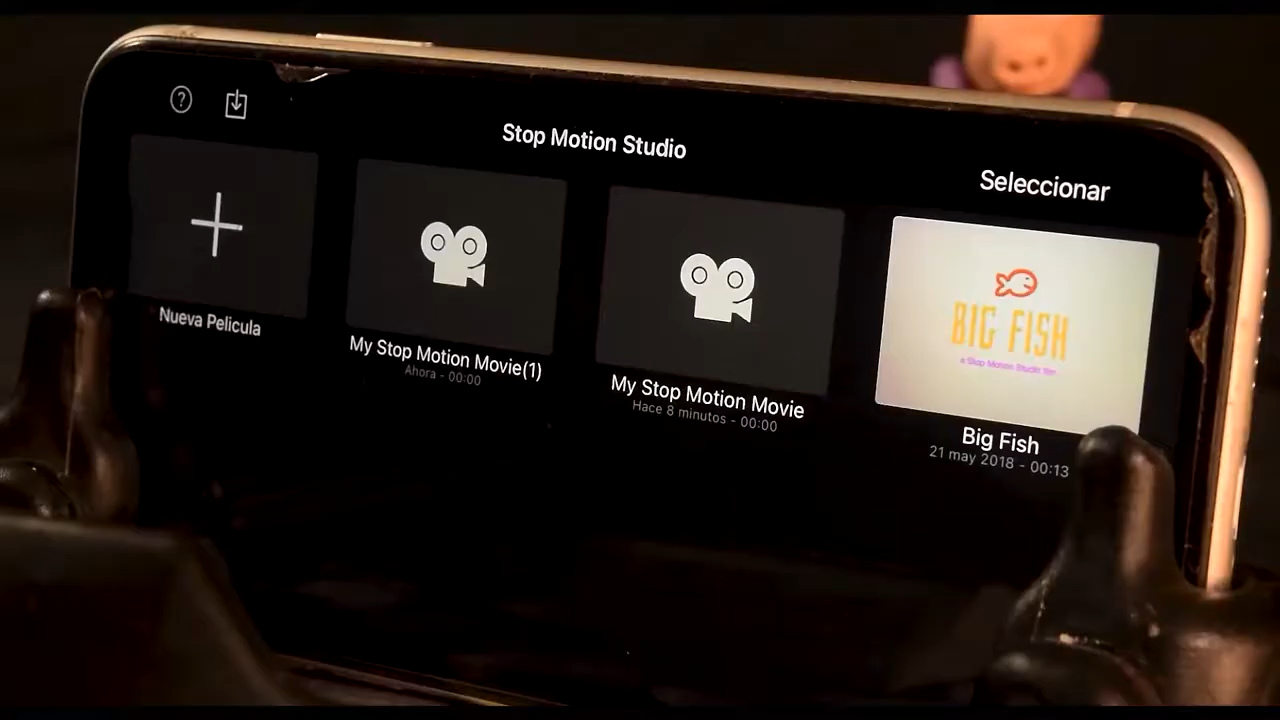 ?
Stop Motion Studio
Seleccionar
Nueva Pelicula
My Stop Motion Movie(1)
Ahora - 00:00
My Stop Motion Movie
Hace 8 minutos - 00:00
BIG FISH
a Stop Motion Studio film
Big Fish
21 may 2018 - 00:13